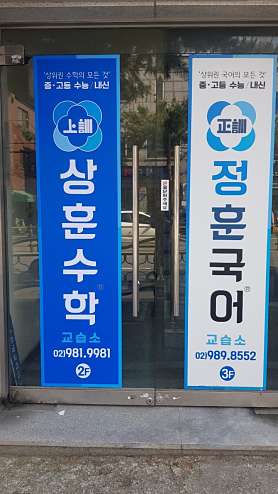 '상위권 수학의 모든 것'
중·고등 수능 / 내신
上訓
상훈수학®
교습소
02)981.9981
2F
'상위권 국어의 모든 것'
중·고등 수능 / 내신
正訓
정훈국어®
교습소
02)989.8552
3F